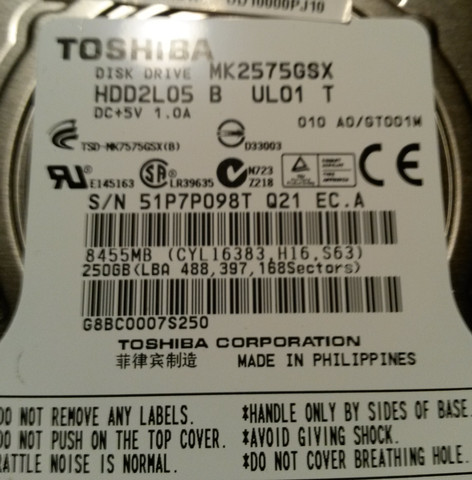 TOSHIBA
DISK DRIVE MK2575GSX
HDD2L05 B UL01 T
DC+5V 1.0A
010 A0/GT001M
TSD-MK7575GSX(B)
D33003
E145163
LR39635
N723
7218
CE
S/N 51P7P098T Q21 EC.A
8455MB (CYL16383,H16,S63)
250GB(LBA 488,397,168Sectors)
G8BC0007S250
TOSHIBA CORPORATION
菲律宾制造 MADE IN PHILIPPINES
DO NOT REMOVE ANY LABELS. *HANDLE ONLY BY SIDES OF BASE.
DO NOT PUSH ON THE TOP COVER. *AVOID GIVING SHOCK.
RATTLE NOISE IS NORMAL. *DO NOT COVER BREATHING HOLE.